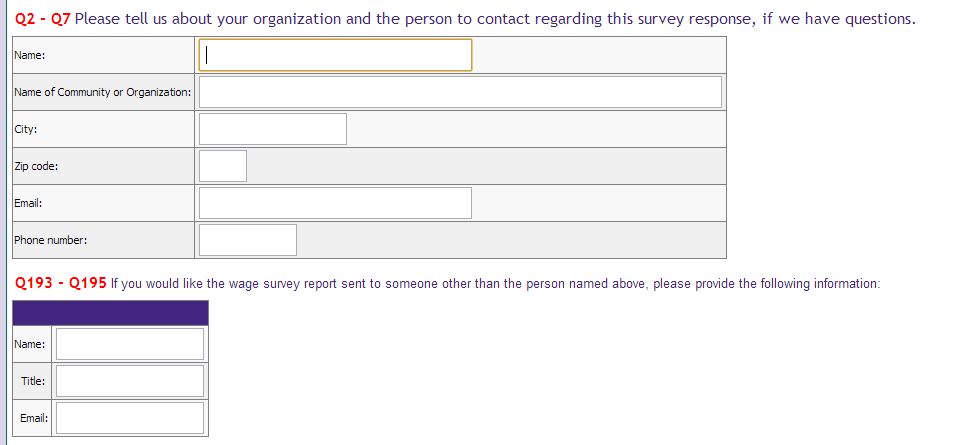 Q2 - Q7 Please tell us about your organization and the person to contact regarding this survey response, if we have questions.
Name:
Name of Community or Organization:
City:
Zip code:
Email:
Phone number:
Q193 - Q195 If you would like the wage survey report sent to someone other than the person named above, please provide the following information:
Name:
Title:
Email: